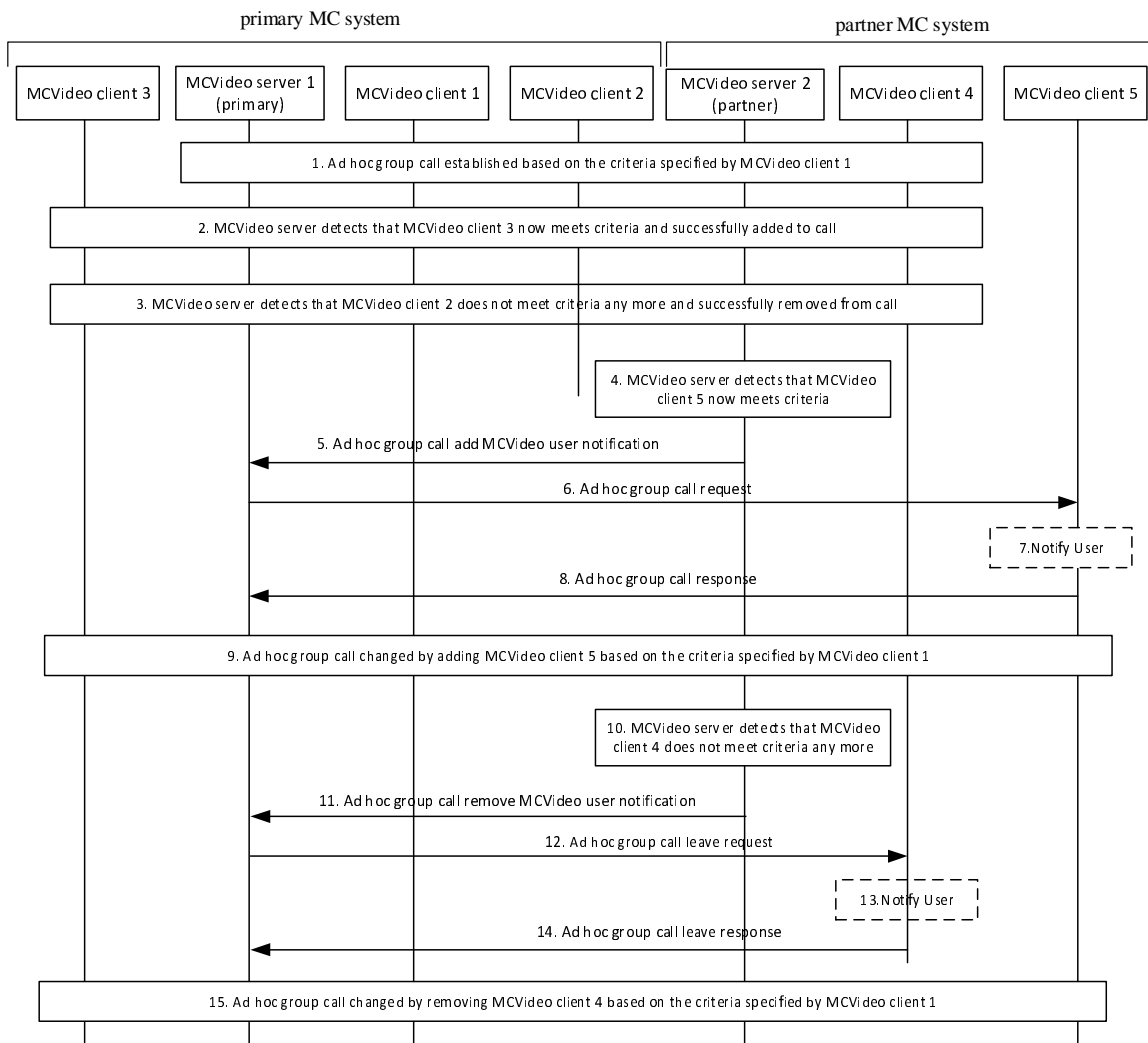 primary MC system
partner MC system
MCVideo client 3
MCVideo server 1
(primary)
MCVideo client 1
MCVideo client 2
MCVideo server 2
(partner)
MCVideo client 4
MCVideo client 5
1. Ad hoc group call established based on the criteria specified by MCVideo client 1
2. MCVideo server detects that MCVideo client 3 now meets criteria and successfully added to call
3. MCVideo server detects that MCVideo client 2 does not meet criteria any more and successfully removed from call
4. MCVideo server detects that MCVideo
client 5 now meets criteria
5. Ad hoc group call add MCVideo user notification
6. Ad hoc group call request
7.Notify User
8. Ad hoc group call response
9. Ad hoc group call changed by adding MCVideo client 5 based on the criteria specified by MCVideo client 1
10. MCVideo server detects that MCVideo
client 4 does not meet criteria any more
11. Ad hoc group call remove MCVideo user notification
12. Ad hoc group call leave request
13.Notify User
14. Ad hoc group call leave response
15. Ad hoc group call changed by removing MCVideo client 4 based on the criteria specified by MCVideo client 1